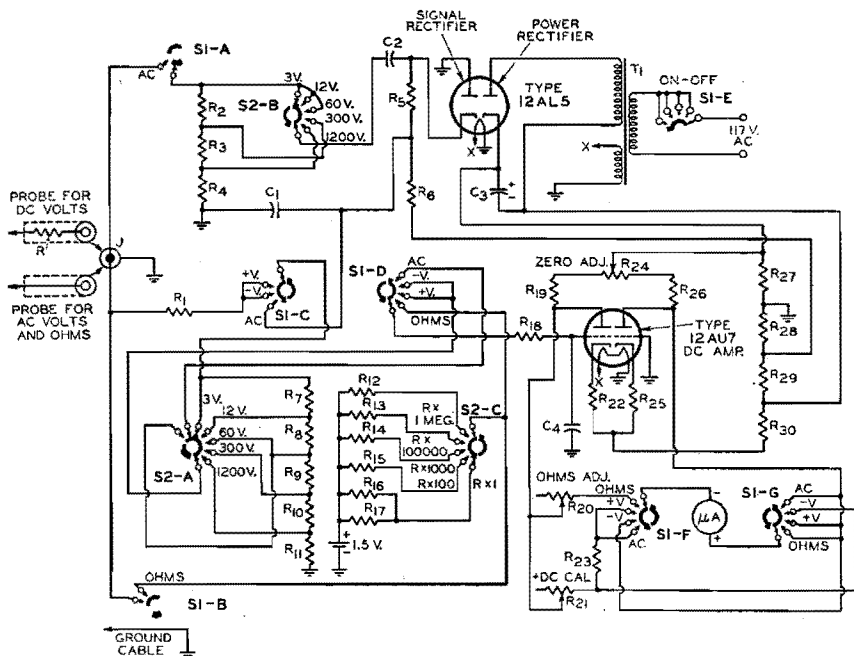 SIGNAL
RECTIFIER
POWER
RECTIFIER
TYPE
12AL5
S1-A
AC
C2
T1
ON-OFF
S1-E
117 V.
AC
3V.
12V.
60 V.
300 V.
1200V.
S2-B
R2
R3
R4
R5
R6
C1
X
C3
+
-
X
PROBE FOR
DC VOLTS
R'
J
PROBE FOR
AC VOLTS
AND OHMS
R1
+V.
-V.
AC
S1-C
S1-D
AC
-V.
+V.
OHMS
ZERO ADJ.
R24
R19
R26
R27
R28
R29
R30
R18
TYPE
12AU7
DC AMP.
X
R22
R25
C4
3V.
12 V.
60V.
300V.
1200V.
S2-A
R7
R8
R9
R10
R11
R12
R13
R14
R15
R16
R17
+
-
1.5 V.
RX
1 MEG.
RX
100000
RX1000
RX100
RX1
S2-C
OHMS ADJ.
R20
OHMS
+V
-V
AC
S1-F
-
μA
+
S1-G
AC
-V
+V
OHMS
R23
+DC CAL
R21
OHMS
S1-B
GROUND
CABLE